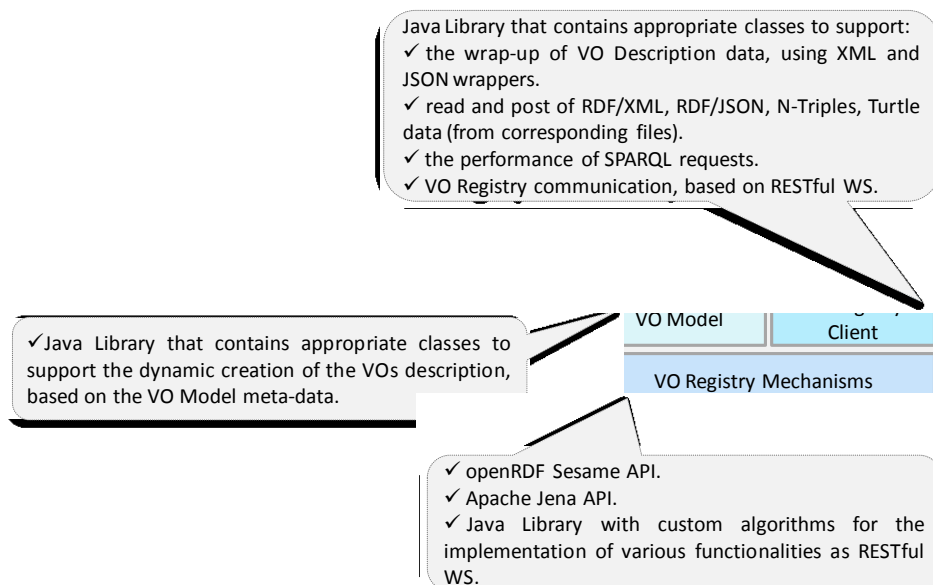 Java Library that contains appropriate classes to support:
✓ the wrap-up of VO Description data, using XML and
JSON wrappers.
✓ read and post of RDF/XML, RDF/JSON, N-Triples, Turtle
data (from corresponding files).
✓ the performance of SPARQL requests.
✓ VO Registry communication, based on RESTful WS.
VO Model
Client
✓Java Library that contains appropriate classes to
support the dynamic creation of the VOs description,
based on the VO Model meta-data.
VO Registry Mechanisms
✓ openRDF Sesame API.
✓ Apache Jena API.
✓ Java Library with custom algorithms for the
implementation of various functionalities as RESTful
WS.